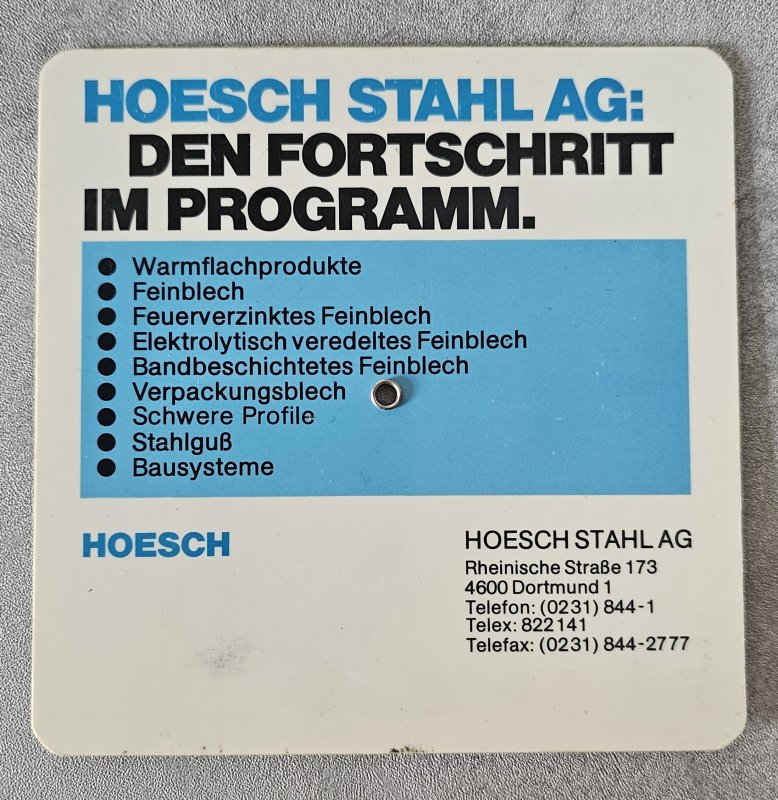 HOESCH STAHL AG:
DEN FORTSCHRITT
IM PROGRAMM.
● Warmflachprodukte
● Feinblech
● Feuerverzinktes Feinblech
● Elektrolytisch veredeltes Feinblech
● Bandbeschichtetes Feinblech
● Verpackungsblech
● Schwere Profile
● Stahlguß
● Bausysteme
HOESCH
HOESCH STAHL AG
Rheinische Straße 173
4600 Dortmund 1
Telefon: (0231) 844-1
Telex: 822141
Telefax: (0231) 844-2777